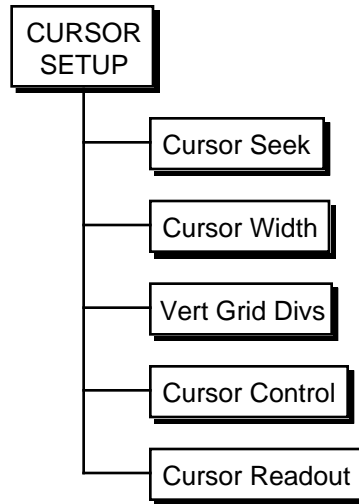 CURSOR
SETUP
Cursor Seek
Cursor Width
Vert Grid Divs
Cursor Control
Cursor Readout